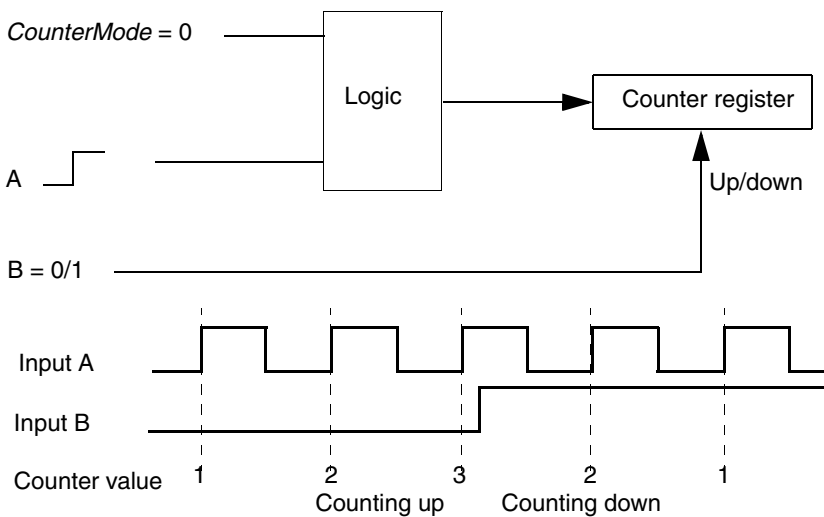 CounterMode = 0
Logic
Counter register
A
Up/down
B = 0/1
Input A
Input B
Counter value 1 2 3 2 1
Counting up Counting down